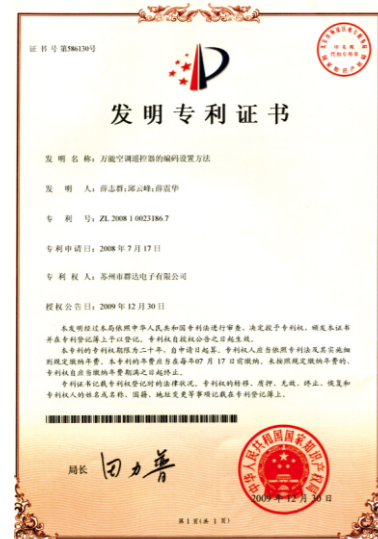 证书号第586130号
发明专利证书
发明名称：万能空调遥控器的编码设置方法
发明人：薛志群；邱云峰；薛震华
专利号：ZL 2008 1 0023186.7
专利申请日：2008年7月17日
专利权人：苏州市群达电子有限公司
授权公告日：2009年12月30日
本发明经过本局依照中华人民共和国专利法进行审查，决定授予专利权，颁发本证书
并在专利登记簿上予以登记。专利权自授权公告之日起生效。
本专利的专利权期限为二十年，自申请日起算。专利权人应当依照专利法及其实施细
则规定缴纳年费。本专利的年费应当在每年07月17日前缴纳。未按照规定缴纳年费的，
专利权自应当缴纳年费期满之日起终止。
专利证书记载专利权登记时的法律状况。专利权的转移、质押、无效、终止、恢复和
专利权人的姓名或名称、国籍、地址变更等事项记载在专利登记簿上。
局长
田力普
中华人民共和国国家知识产权局
2009年12月30日
第1页(共1页)